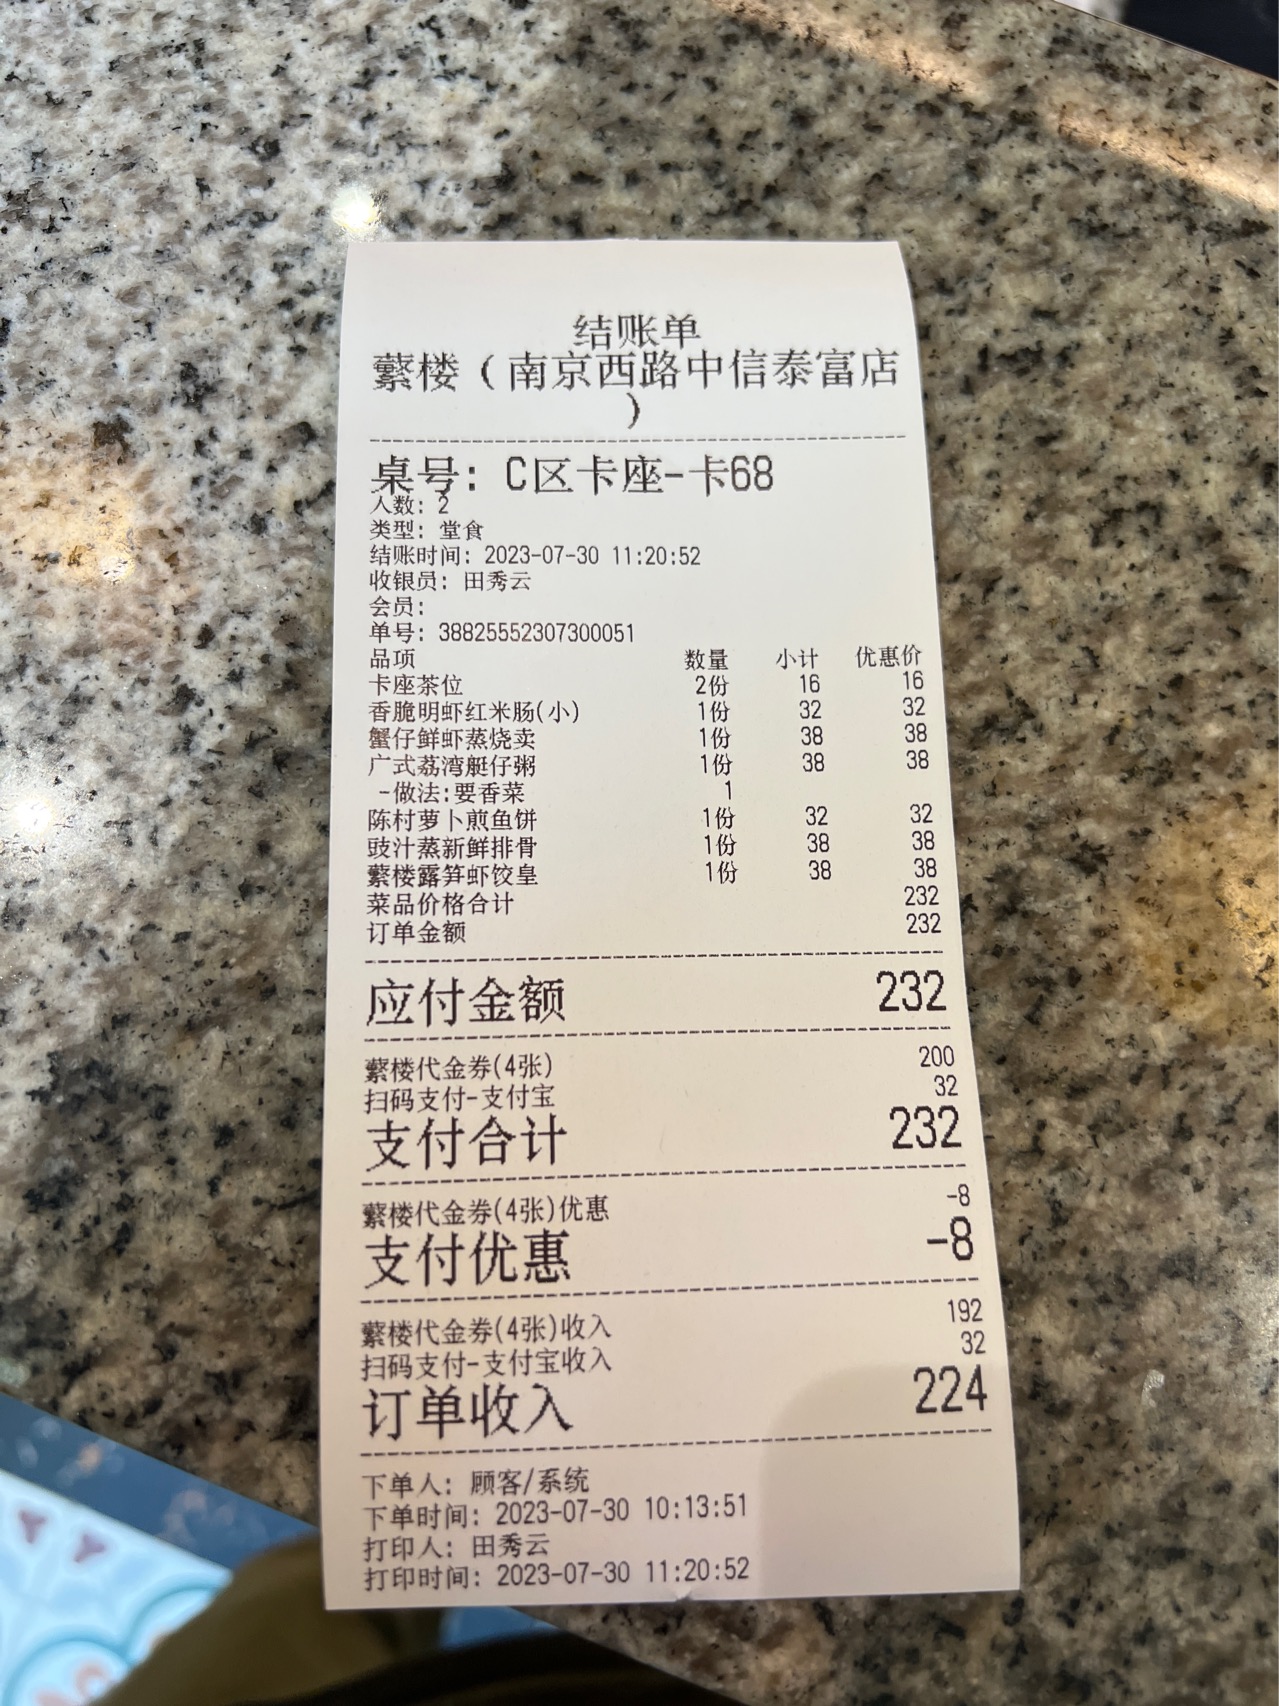 结账单
蘩楼（南京西路中信泰富店
）
桌号: C区卡座-卡68
人数: 2
类型: 堂食
结账时间: 2023-07-30 11:20:52
收银员: 田秀云
会员:
单号: 38825552307300051
品项 数量 小计 优惠价
卡座茶位 2份 16 16
香脆明虾红米肠(小) 1份 32 32
蟹仔鲜虾蒸烧卖 1份 38 38
广式荔湾艇仔粥 1份 38 38
-做法:要香菜 1
陈村萝卜煎鱼饼 1份 32 32
豉汁蒸新鲜排骨 1份 38 38
蘩楼露笋虾饺皇 1份 38 38
菜品价格合计 232
订单金额 232
应付金额 232
蘩楼代金券(4张) 200
扫码支付-支付宝 32
支付合计 232
蘩楼代金券(4张)优惠 -8
支付优惠 -8
蘩楼代金券(4张)收入 192
扫码支付-支付宝收入 32
订单收入 224
下单人: 顾客/系统
下单时间: 2023-07-30 10:13:51
打印人: 田秀云
打印时间: 2023-07-30 11:20:52